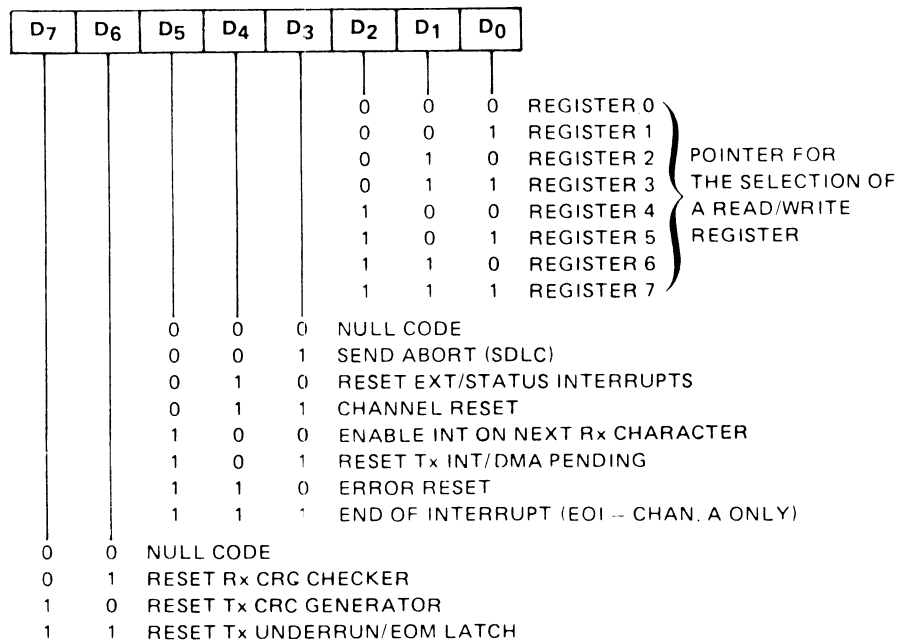 D7 D6 D5 D4 D3 D2 D1 D0
0 0 0 REGISTER 0
0 0 1 REGISTER 1
0 1 0 REGISTER 2
0 1 1 REGISTER 3
1 0 0 REGISTER 4
1 0 1 REGISTER 5
1 1 0 REGISTER 6
1 1 1 REGISTER 7
POINTER FOR
THE SELECTION OF
A READ/WRITE
REGISTER
0 0 0 NULL CODE
0 0 1 SEND ABORT (SDLC)
0 1 0 RESET EXT/STATUS INTERRUPTS
0 1 1 CHANNEL RESET
1 0 0 ENABLE INT ON NEXT Rx CHARACTER
1 0 1 RESET Tx INT/DMA PENDING
1 1 0 ERROR RESET
1 1 1 END OF INTERRUPT (EOI -- CHAN. A ONLY)
0 0 NULL CODE
0 1 RESET Rx CRC CHECKER
1 0 RESET Tx CRC GENERATOR
1 1 RESET Tx UNDERRUN/EOM LATCH